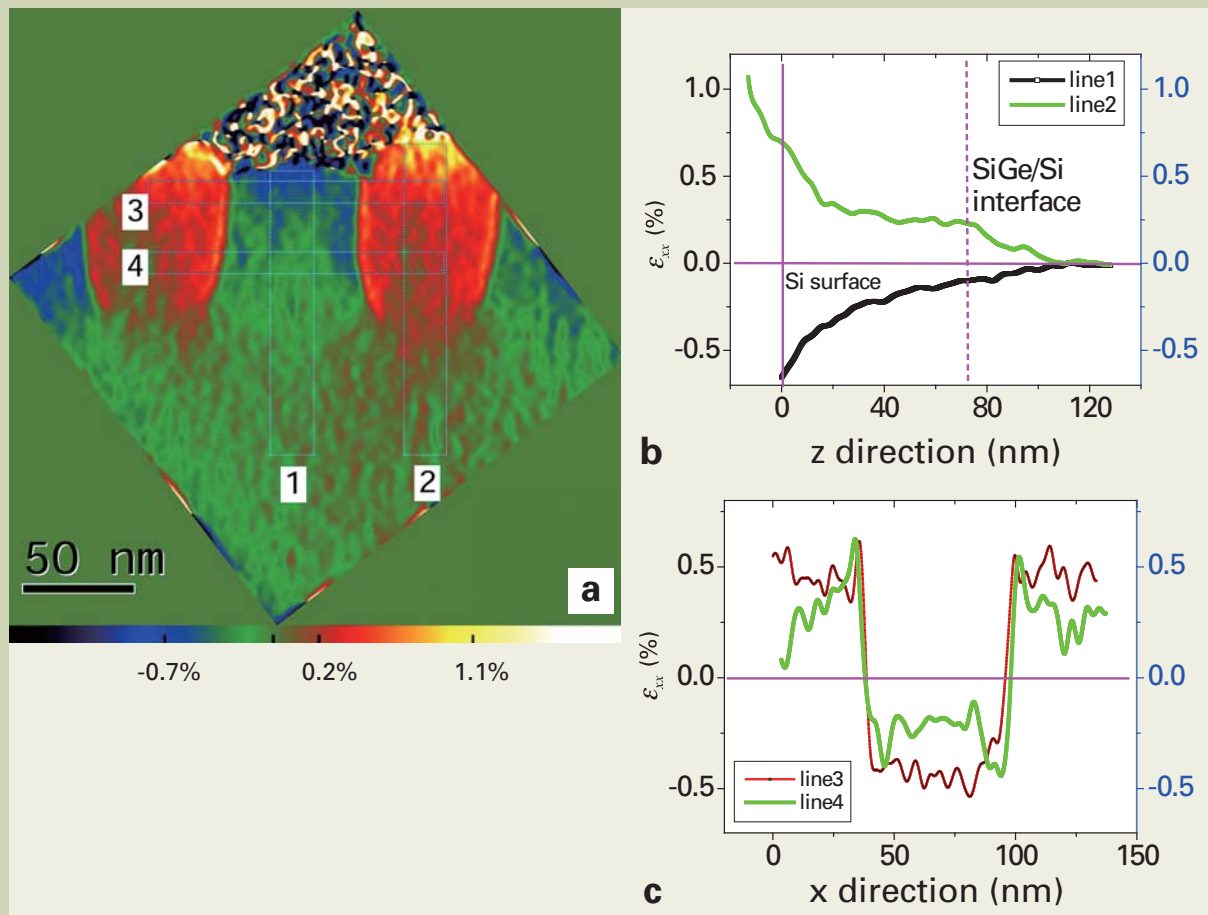 3
4
1
2
50 nm
a
-0.7%
0.2%
1.1%
line1
line2
1.0
0.5
0.0
-0.5
1.0
0.5
0.0
-0.5
εxx (%)
SiGe/Si
interface
Si surface
0
40
80
120
b
z direction (nm)
0.5
0.0
-0.5
0.5
0.0
-0.5
εxx (%)
line3
line4
0
50
100
150
c
x direction (nm)